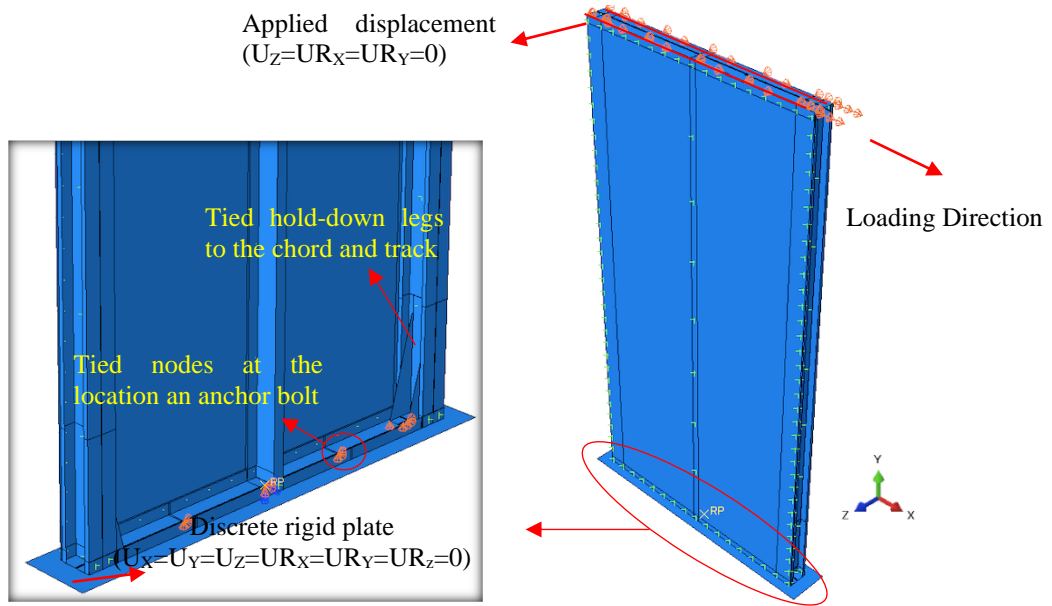 Applied displacement
(UZ=URX=URY=0)
Loading Direction
Tied hold-down legs
to the chord and track
Tied nodes at the
location an anchor bolt
RP
Discrete rigid plate
(UX=UY=UZ=URX=URY=URz=0)
RP
Y
Z
X